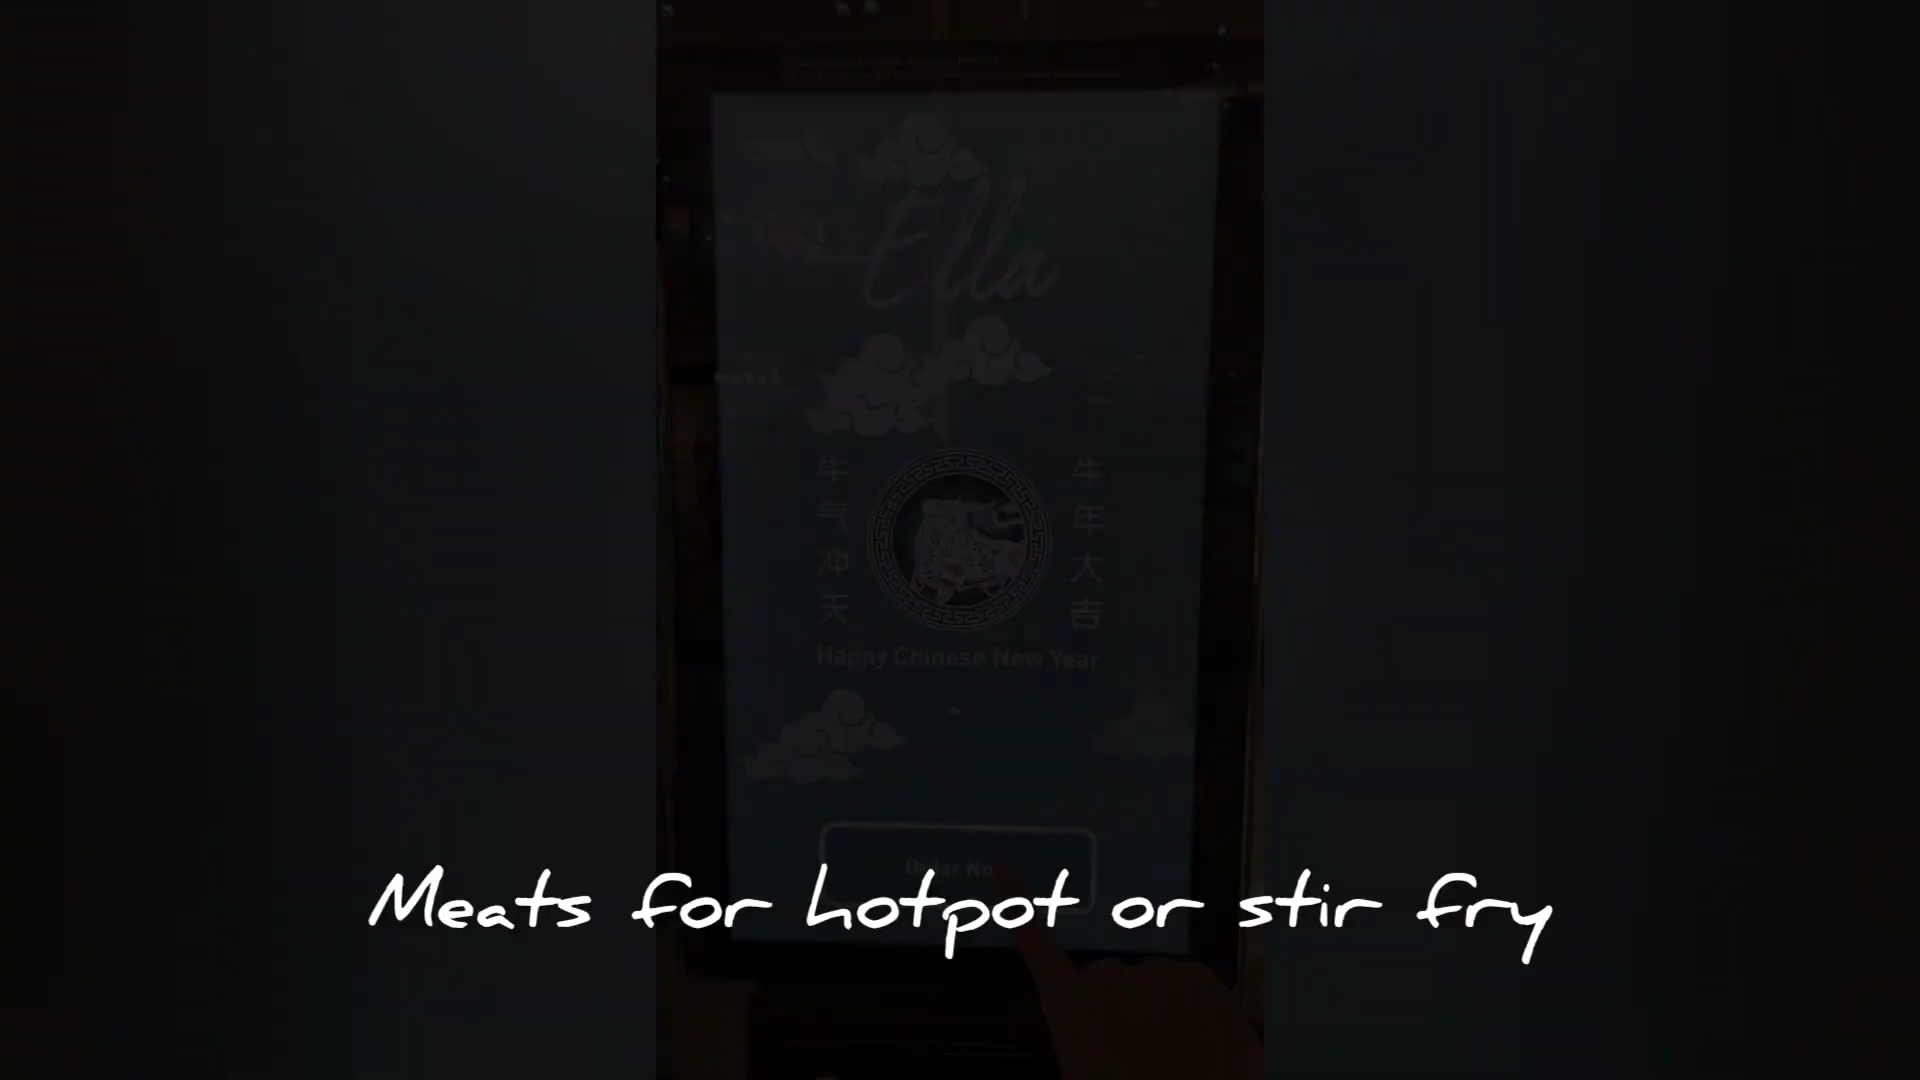 Ella
牛气冲天
牛年大吉
Happy Chinese New Year
Meats for hotpot or stir fry